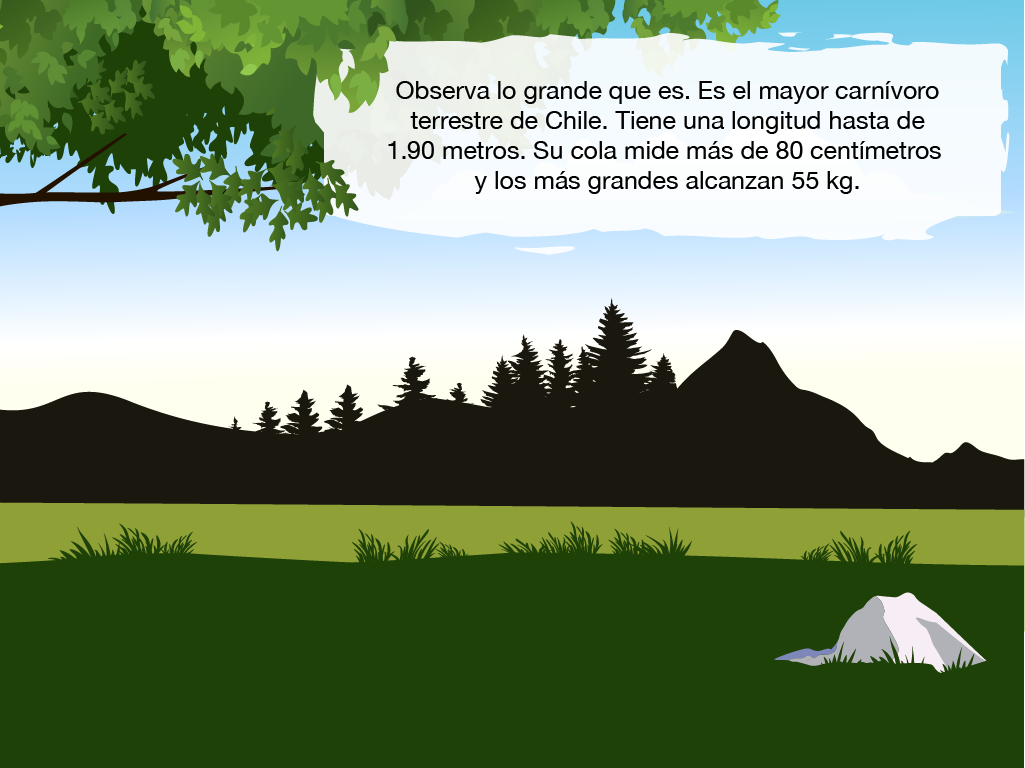 Observa lo grande que es. Es el mayor carnívoro
terrestre de Chile. Tiene una longitud hasta de
1.90 metros. Su cola mide más de 80 centímetros
y los más grandes alcanzan 55 kg.